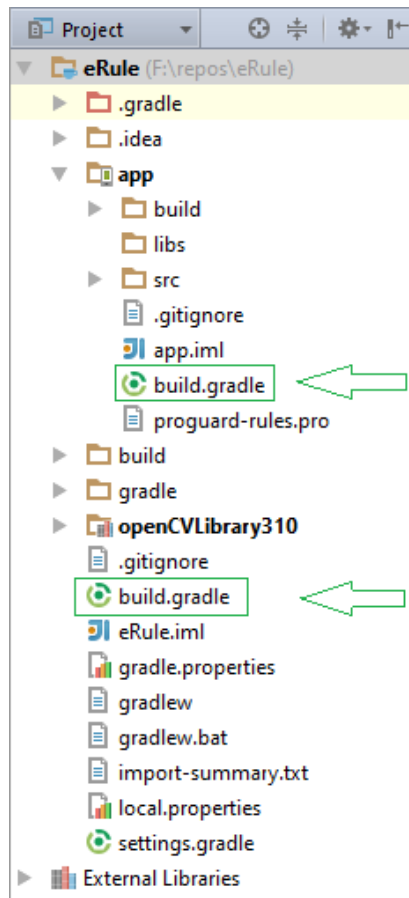 Project
eRule (F:\repos\eRule)
.gradle
.idea
app
build
libs
src
.gitignore
app.iml
build.gradle
proguard-rules.pro
build
gradle
openCVLibrary310
.gitignore
build.gradle
eRule.iml
gradle.properties
gradlew
gradlew.bat
import-summary.txt
local.properties
settings.gradle
External Libraries